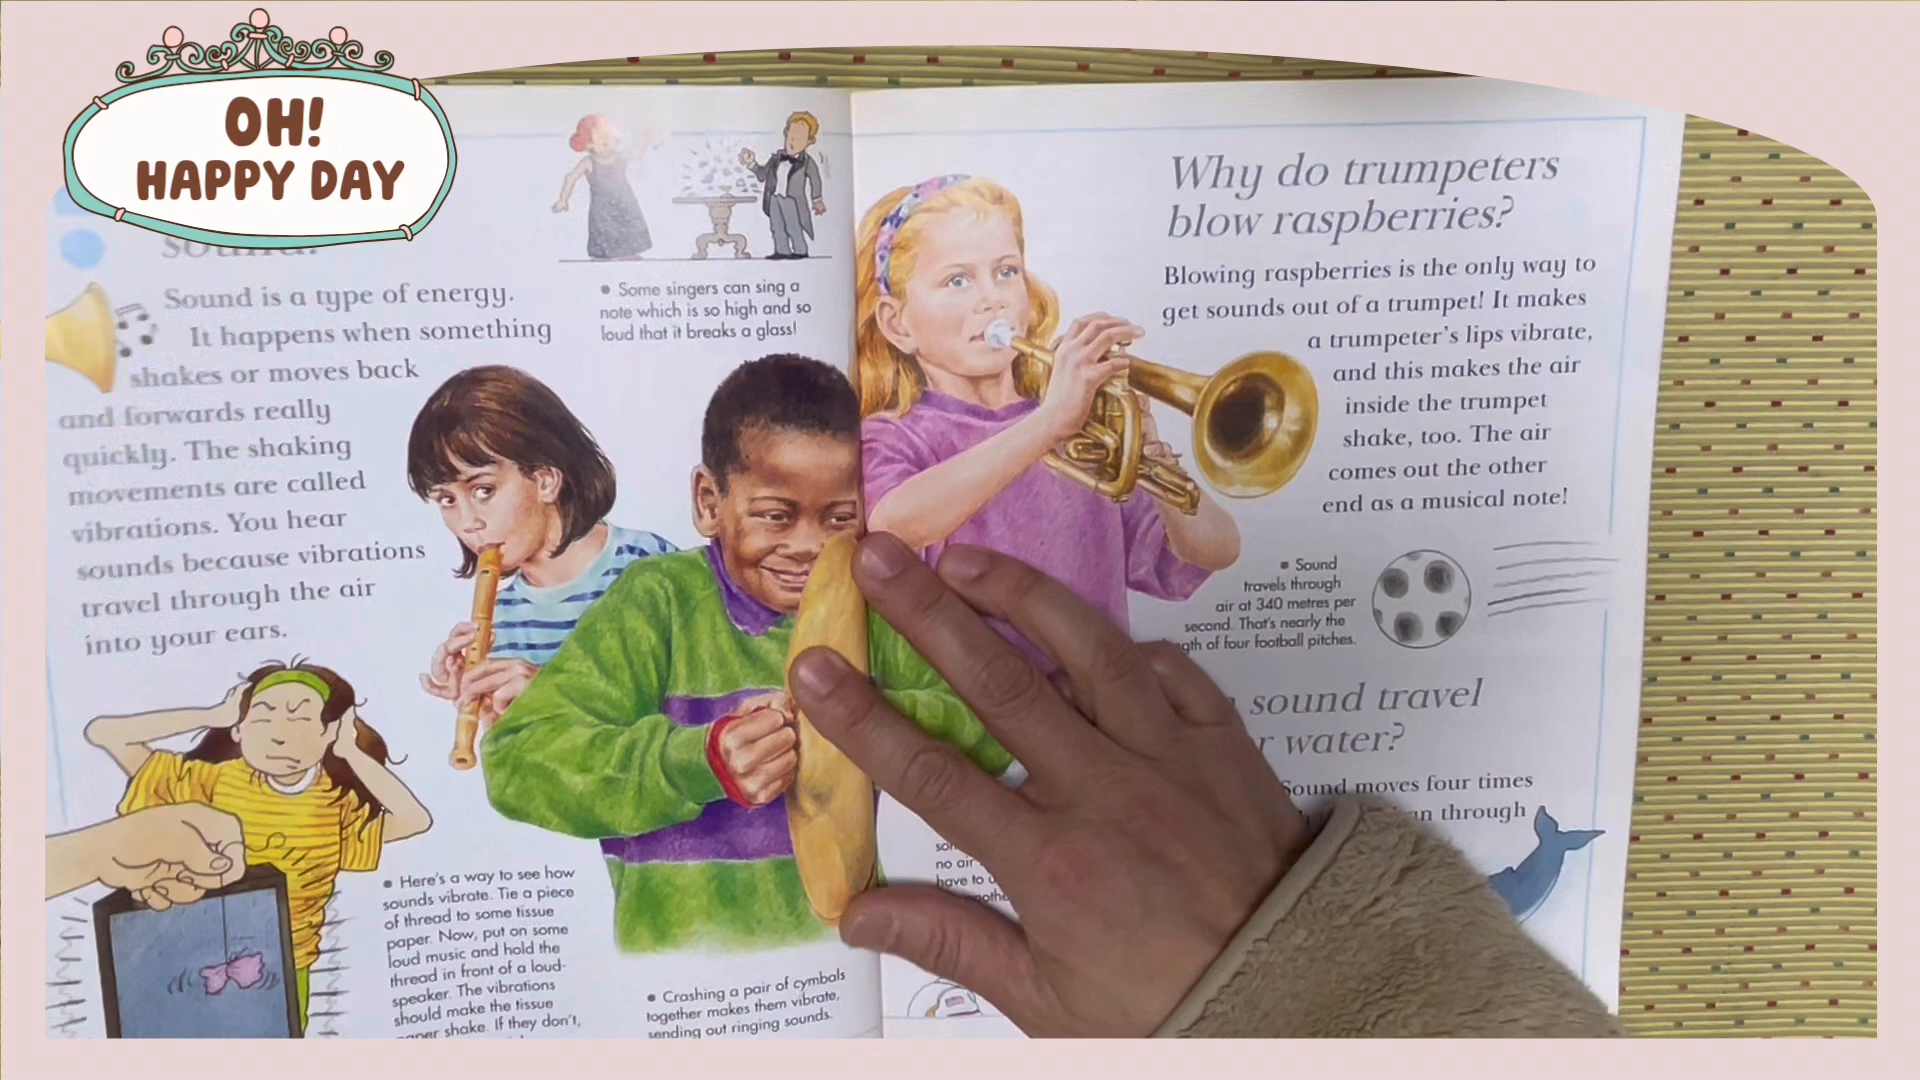 OH!
HAPPY DAY
sound?
Sound is a type of energy.
It happens when something
shakes or moves back
and forwards really
quickly. The shaking
movements are called
vibrations. You hear
sounds because vibrations
travel through the air
into your ears.
• Some singers can sing a
note which is so high and so
loud that it breaks a glass!
• Here's a way to see how
sounds vibrate. Tie a piece
of thread to some tissue
paper. Now, put on some
loud music and hold the
thread in front of a loud-
speaker. The vibrations
should make the tissue
paper shake. If they don't,
• Crashing a pair of cymbals
together makes them vibrate,
sending out ringing sounds.
Why do trumpeters
blow raspberries?
Blowing raspberries is the only way to
get sounds out of a trumpet! It makes
a trumpeter's lips vibrate,
and this makes the air
inside the trumpet
shake, too. The air
comes out the other
end as a musical note!
• Sound
travels through
air at 340 metres per
second. That's nearly the
of four football pitches.
sound travel
water?
Sound moves four times
through
no air
have to